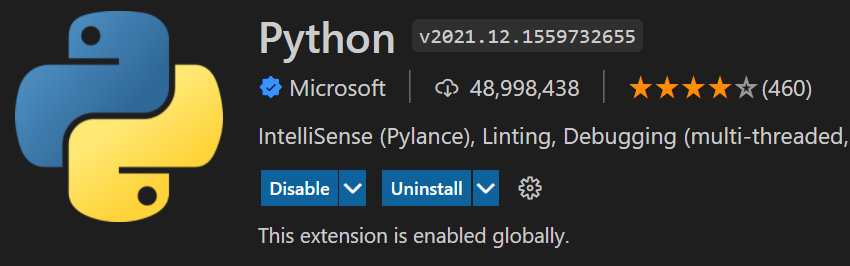 Python v2021.12.1559732655
Microsoft 48,998,438 (460)
IntelliSense (Pylance), Linting, Debugging (multi-threaded,
Disable Uninstall
This extension is enabled globally.